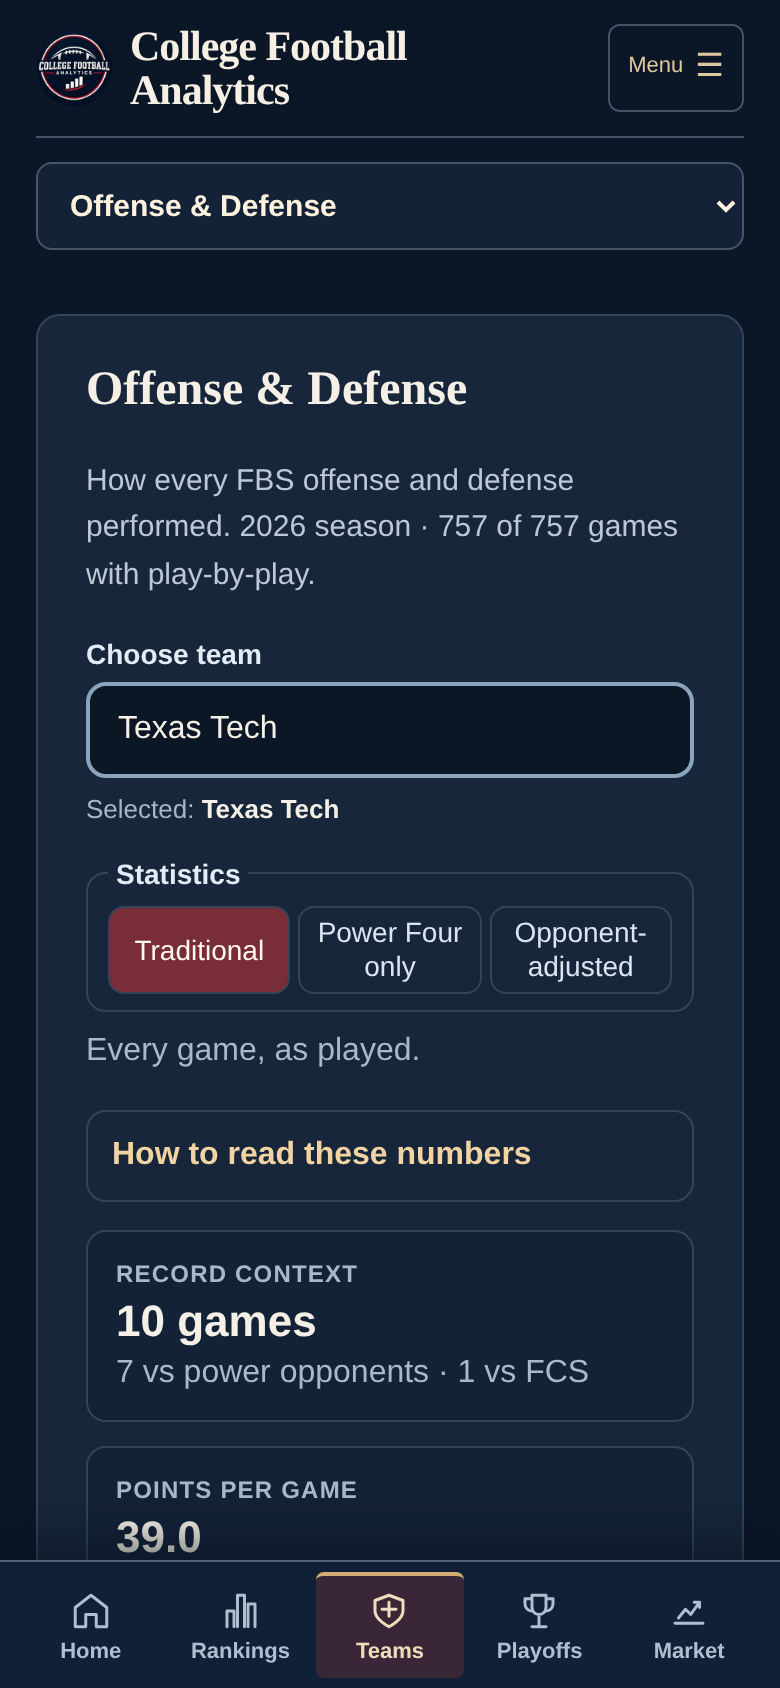 COLLEGE FOOTBALL
ANALYTICS
College Football
Analytics
Menu
Offense & Defense
Offense & Defense
How every FBS offense and defense
performed. 2026 season · 757 of 757 games
with play-by-play.
Choose team
Texas Tech
Selected: Texas Tech
Statistics
Traditional
Power Four
only
Opponent-
adjusted
Every game, as played.
How to read these numbers
RECORD CONTEXT
10 games
7 vs power opponents · 1 vs FCS
POINTS PER GAME
39.0
Home
Rankings
Teams
Playoffs
Market